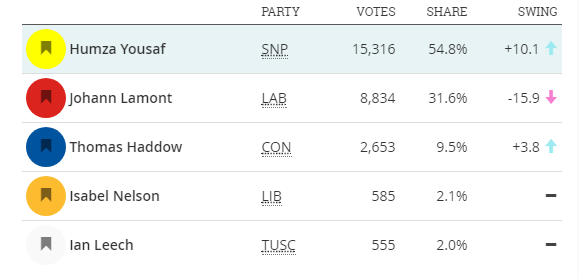 PARTY VOTES SHARE SWING
Humza Yousaf SNP 15,316 54.8% +10.1
Johann Lamont LAB 8,834 31.6% -15.9
Thomas Haddow CON 2,653 9.5% +3.8
Isabel Nelson LIB 585 2.1% –
Ian Leech TUSC 555 2.0% –